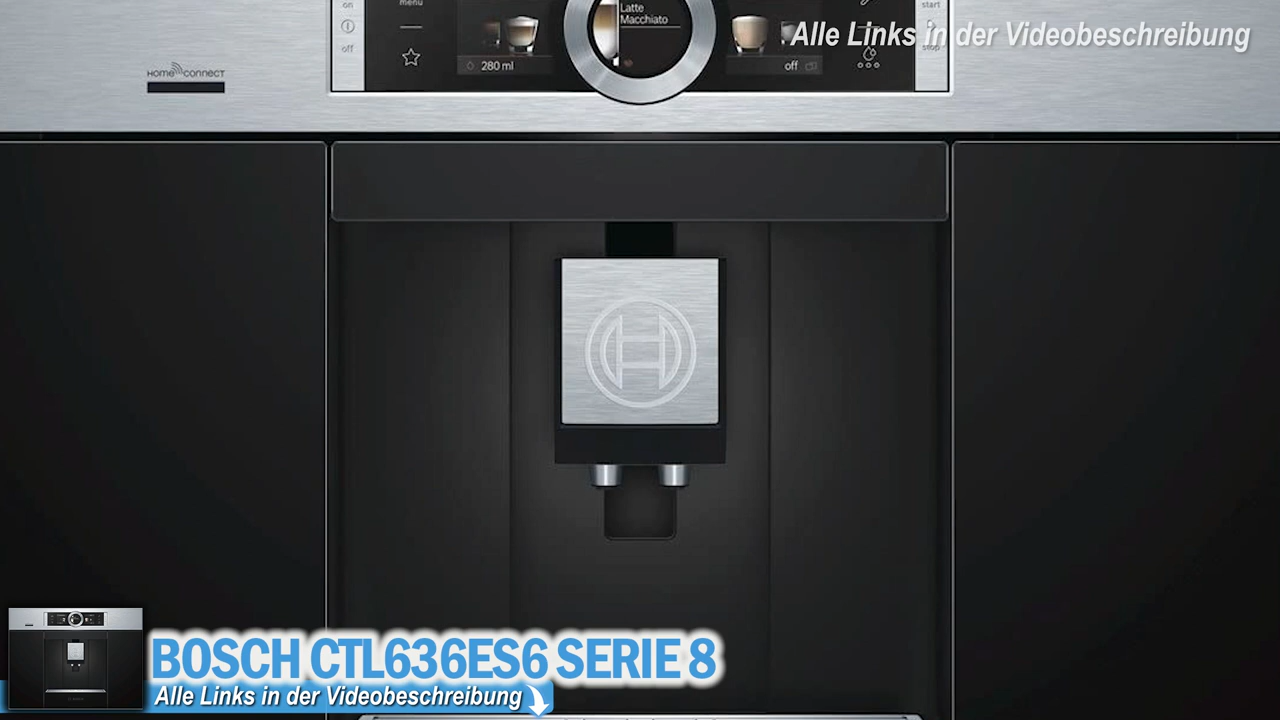 on
menu
Latte
Macchiato
start
Alle Links in der Videobeschreibung
off
280 ml
off
stop
HOME CONNECT
BOSCH CTL636ES6 SERIE 8
Alle Links in der Videobeschreibung